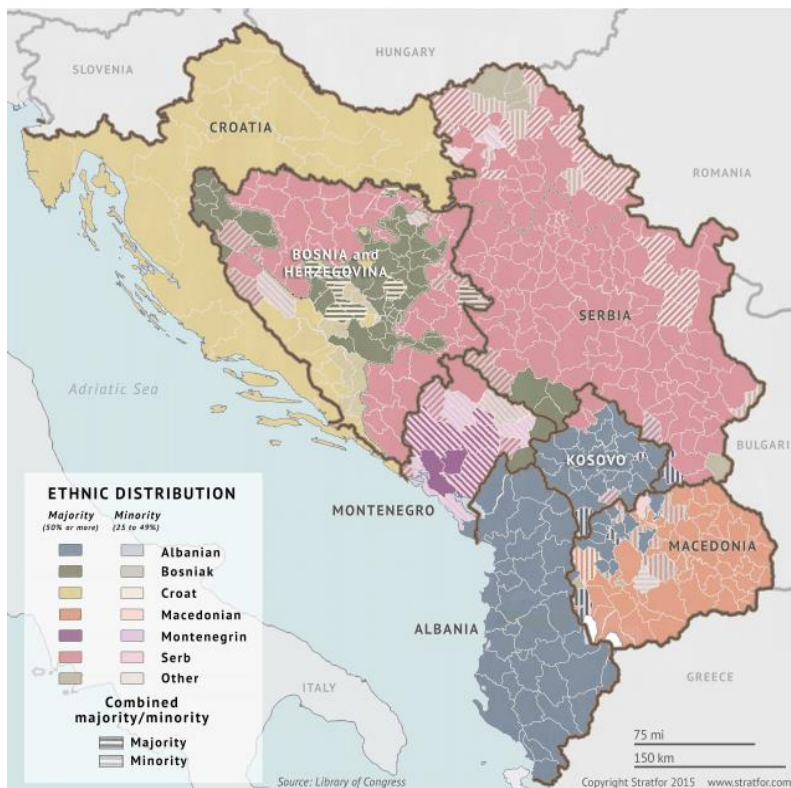 HUNGARY
SLOVENIA
CROATIA
ROMANIA
BOSNIA and
HERZEGOVINA
SERBIA
Adriatic Sea
BULGARI
KOSOVO
MONTENEGRO
MACEDONIA
ALBANIA
ITALY
GREECE
ETHNIC DISTRIBUTION
Majority Minority
(50% or more) (25 to 49%)
Albanian
Bosniak
Croat
Macedonian
Montenegrin
Serb
Other
Combined
majority/minority
Majority
Minority
75 mi
150 km
Source: Library of Congress
Copyright Stratfor 2015 www.stratfor.com